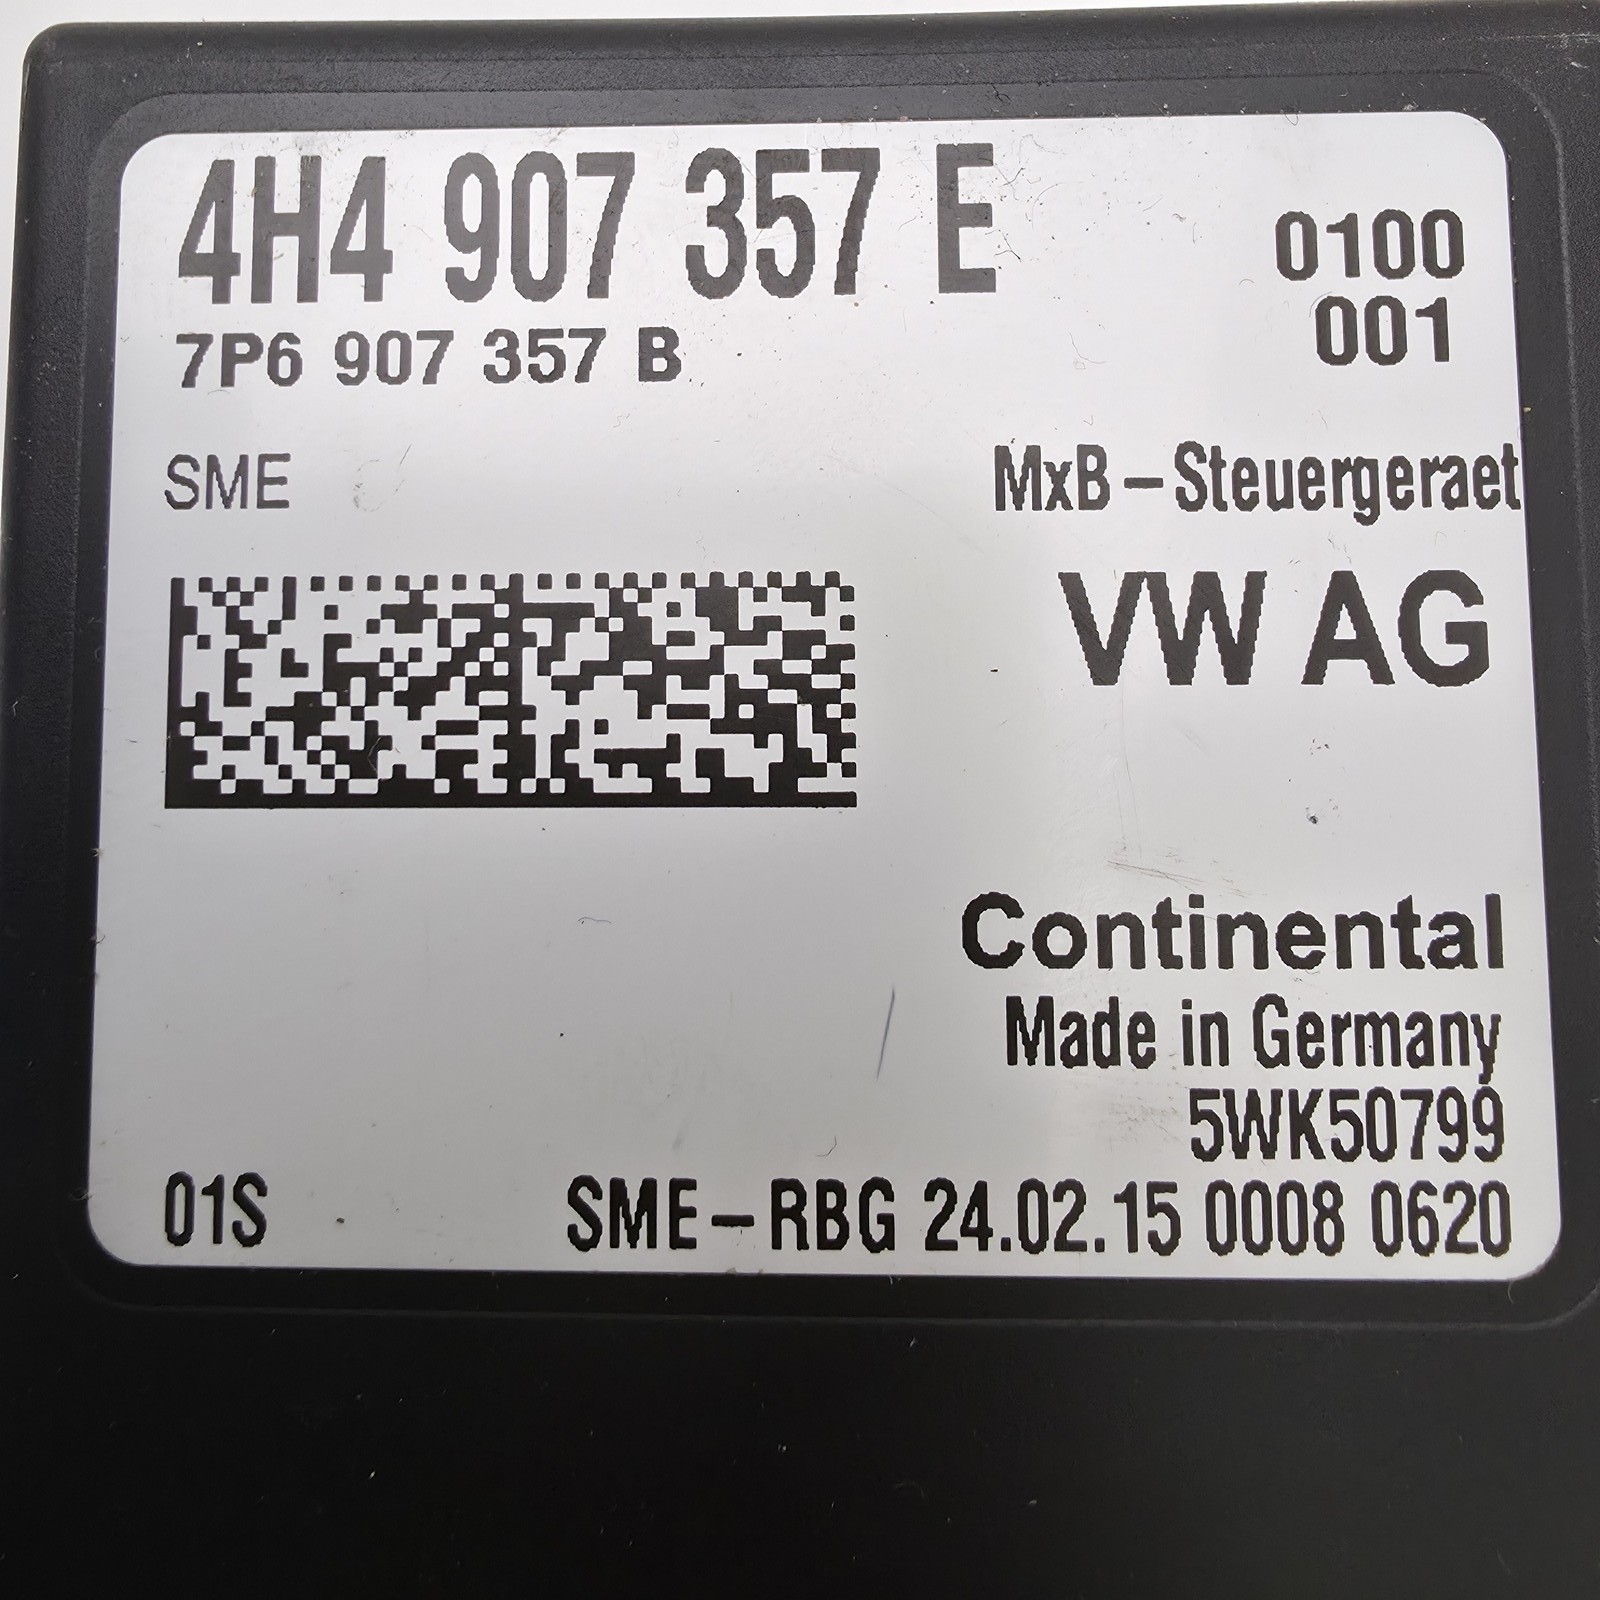 4H4 907 357 E
0100
7P6 907 357 B
001
SME
MxB-Steuergeraet
VW AG
Continental
Made in Germany
5WK50799
01S
SME-RBG 24.02.15 0008 0620